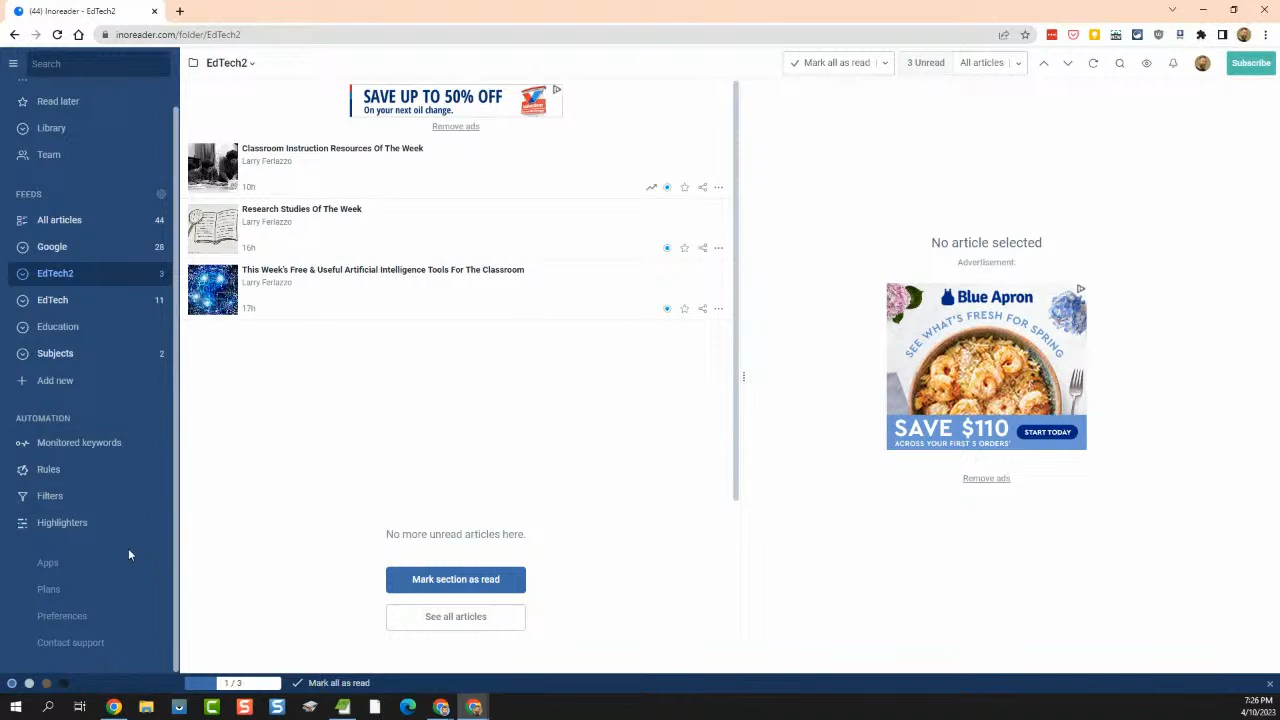 (44) Inoreader - EdTech2
inoreader.com/folder/EdTech2
Search
EdTech2
Mark all as read
3 Unread
All articles
Subscribe
Read later
Library
Team
FEEDS
All articles 44
Google 28
EdTech2 3
EdTech 11
Education
Subjects 2
Add new
AUTOMATION
Monitored keywords
Rules
Filters
Highlighters
Apps
Plans
Preferences
Contact support
SAVE UP TO 50% OFF
On your next oil change.
Remove ads
Classroom Instruction Resources Of The Week
Larry Ferlazzo
10h
Research Studies Of The Week
Larry Ferlazzo
16h
This Week's Free & Useful Artificial Intelligence Tools For The Classroom
Larry Ferlazzo
17h
No more unread articles here.
Mark section as read
See all articles
No article selected
Advertisement:
Blue Apron
SEE WHAT'S FRESH FOR SPRING
SAVE $110
ACROSS YOUR FIRST 5 ORDERS*
START TODAY
Remove ads
1 / 3
Mark all as read
7:26 PM
4/10/2023